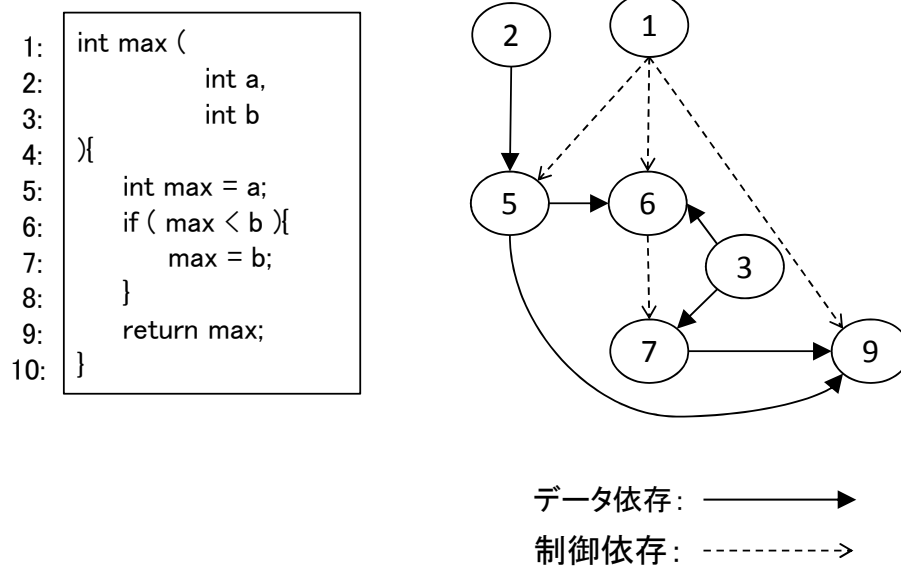 1: int max (
2: int a,
3: int b
4: ){
5: int max = a;
6: if ( max < b ){
7: max = b;
8: }
9: return max;
10: }
2
1
5
6
3
7
9
データ依存:
制御依存: